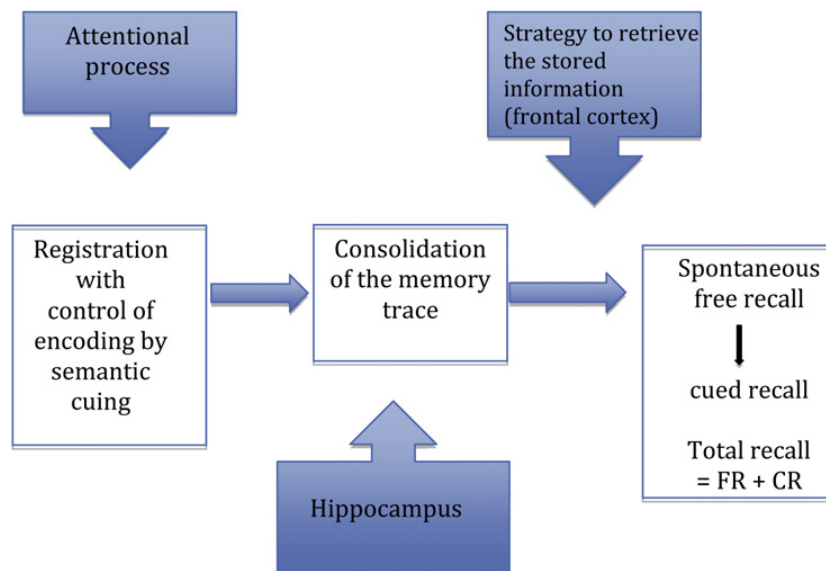 Attentional
process
Strategy to retrieve
the stored
information
(frontal cortex)
Registration
with
control of
encoding by
semantic
cuing
Consolidation
of the memory
trace
Spontaneous
free recall
cued recall
Total recall
= FR + CR
Hippocampus